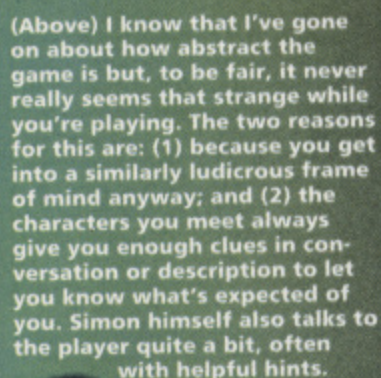 (Above) I know that I've gone
on about how abstract the
game is but, to be fair, it never
really seems that strange while
you're playing. The two reasons
for this are: (1) because you get
into a similarly ludicrous frame
of mind anyway; and (2) the
characters you meet always
give you enough clues in con-
versation or description to let
you know what's expected of
you. Simon himself also talks to
the player quite a bit, often
with helpful hints.